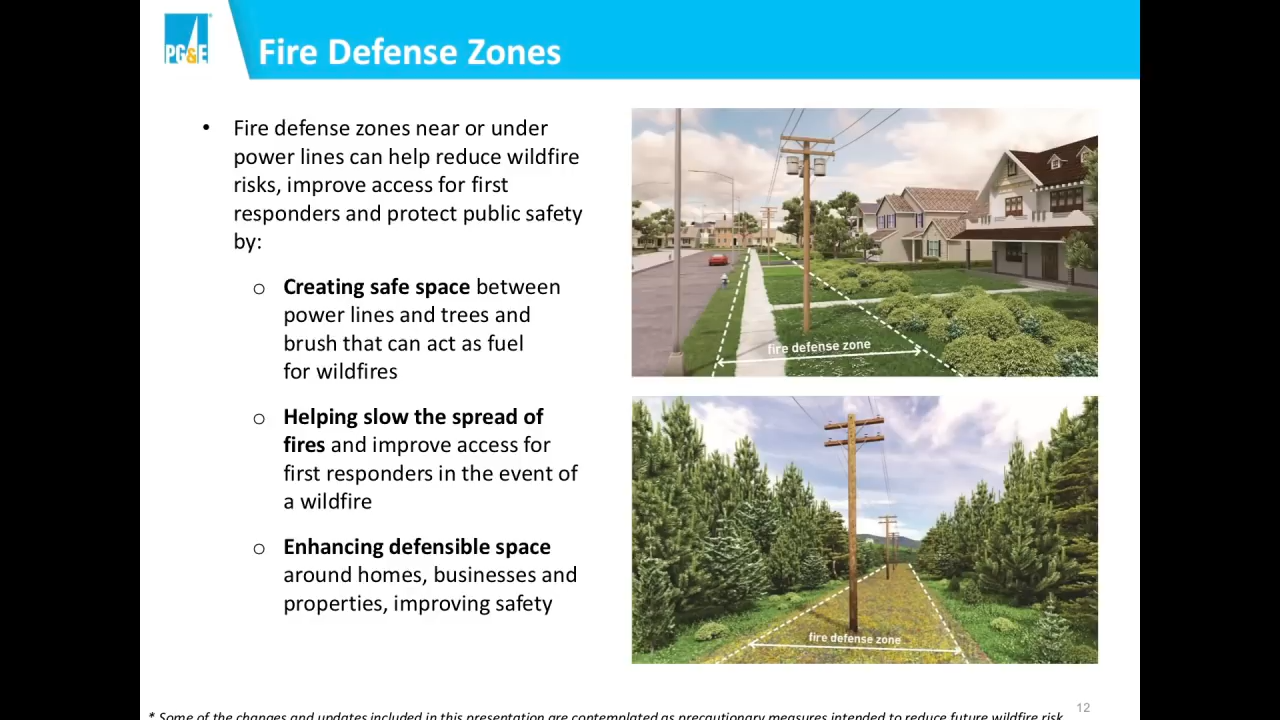 PG&E
Fire Defense Zones
• Fire defense zones near or under
power lines can help reduce wildfire
risks, improve access for first
responders and protect public safety
by:
o Creating safe space between
power lines and trees and
brush that can act as fuel
for wildfires
o Helping slow the spread of
fires and improve access for
first responders in the event of
a wildfire
o Enhancing defensible space
around homes, businesses and
properties, improving safety
fire defense zone
fire defense zone
12
* Some of the changes and updates included in this presentation are contemplated as precautionary measures intended to reduce future wildfire risk